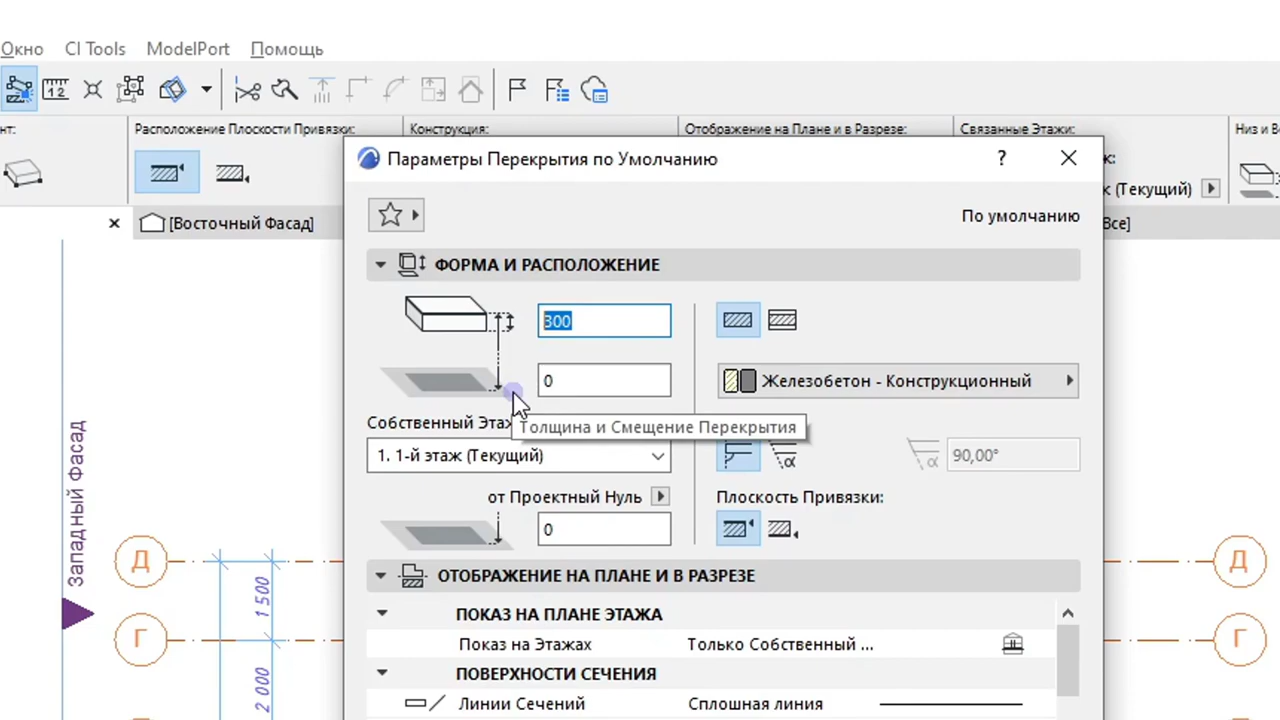 Окно CI Tools ModelPort Помощь
нт: Расположение Плоскости Привязки: Конструкция: Отображение на Плане и в Разрезе: Связанные Этажи: Низ и В
Параметры Перекрытия по Умолчанию ?
к:
к (Текущий)
[Восточный Фасад]
По умолчанию
Все]
ФОРМА И РАСПОЛОЖЕНИЕ
300
0
Железобетон - Конструкционный
Собственный Этаж
Толщина и Смещение Перекрытия
1. 1-й этаж (Текущий)
α α 90,00°
от Проектный Нуль
Плоскость Привязки:
0
Западный Фасад
Д Д
1 500
ОТОБРАЖЕНИЕ НА ПЛАНЕ И В РАЗРЕЗЕ
ПОКАЗ НА ПЛАНЕ ЭТАЖА
Г Г
Показ на Этажах Только Собственный ...
ПОВЕРХНОСТИ СЕЧЕНИЯ
2 000
Линии Сечений Сплошная линия